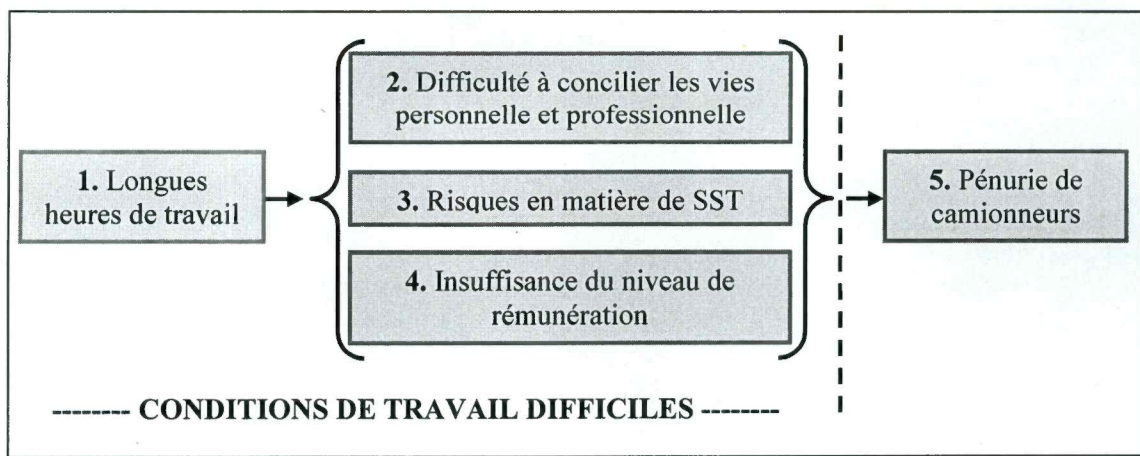 1. Longues
heures de travail
2. Difficulté à concilier les vies
personnelle et professionnelle
3. Risques en matière de SST
4. Insuffisance du niveau de
rémunération
5. Pénurie de
camionneurs
-------- CONDITIONS DE TRAVAIL DIFFICILES --------